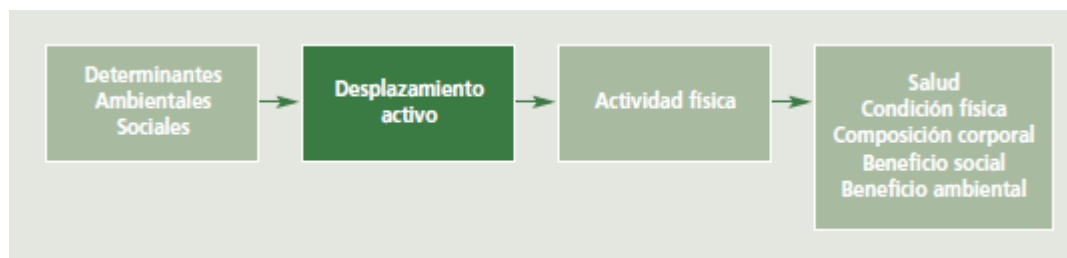 Determinantes
Ambientales
Sociales
Desplazamiento
activo
Actividad física
Salud
Condición física
Composición corporal
Beneficio social
Beneficio ambiental